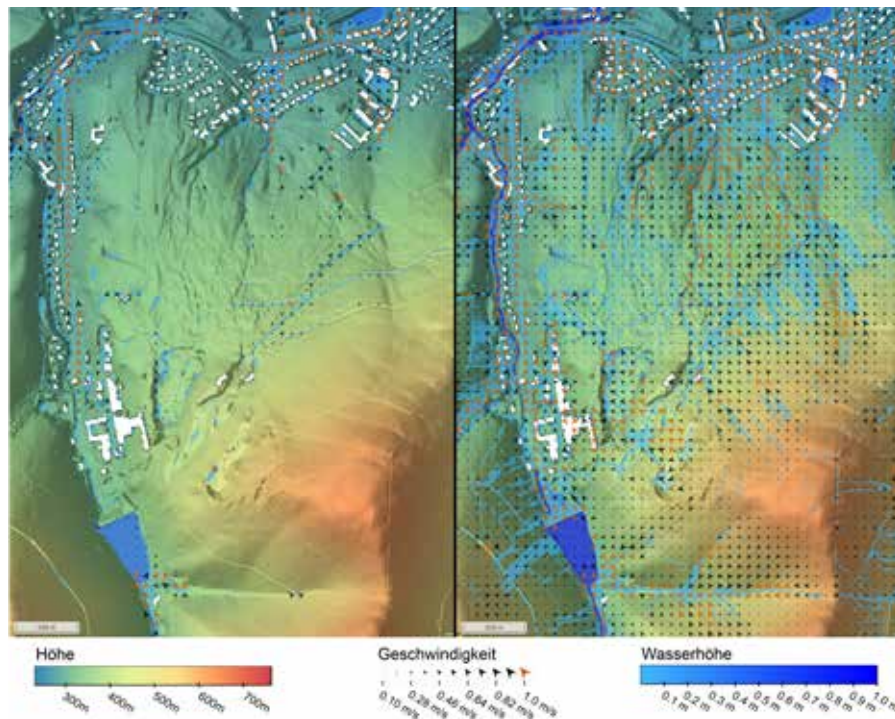 Höhe
300m 400m 500m 600m 700m
Geschwindigkeit
0.10 m/s 0.28 m/s 0.46 m/s 0.64 m/s 0.82 m/s 1.0 m/s
Wasserhöhe
0.1 m 0.2 m 0.3 m 0.4 m 0.5 m 0.6 m 0.7 m 0.8 m 0.9 m 1.0 m